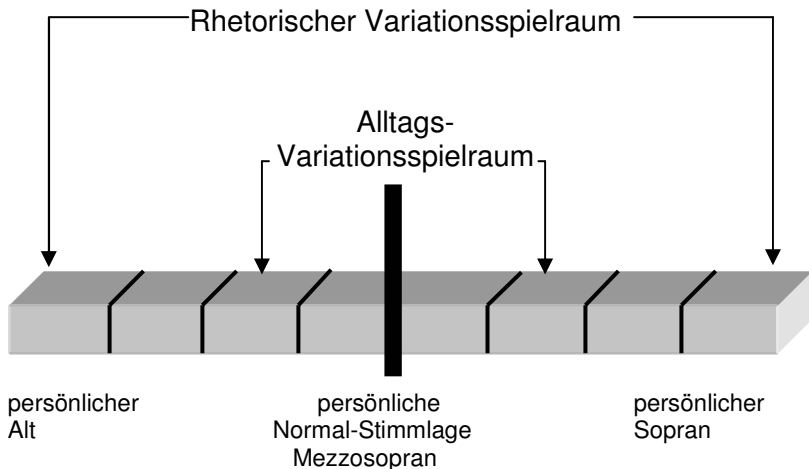 Rhetorischer Variationsspielraum
Alltags-
Variationsspielraum
persönlicher
Alt
persönliche
Normal-Stimmlage
Mezzosopran
persönlicher
Sopran